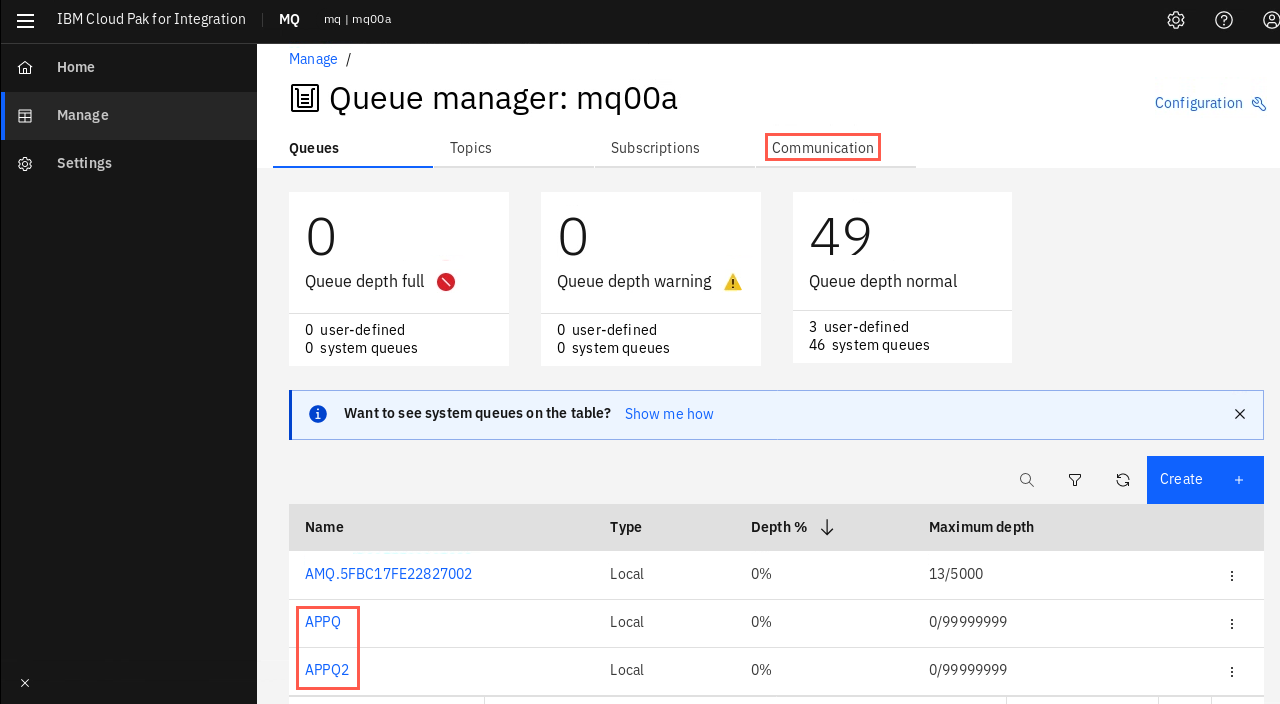 IBM Cloud Pak for Integration MQ mq | mq00a
Home
Manage
Settings
Manage /
Queue manager: mq00a
Configuration
Queues Topics Subscriptions Communication
0 0 49
Queue depth full Queue depth warning Queue depth normal
0 user-defined 0 user-defined 3 user-defined
0 system queues 0 system queues 46 system queues
Want to see system queues on the table? Show me how
Create +
Name Type Depth % Maximum depth
AMQ.5FBC17FE22827002 Local 0% 13/5000
APPQ Local 0% 0/99999999
APPQ2 Local 0% 0/99999999